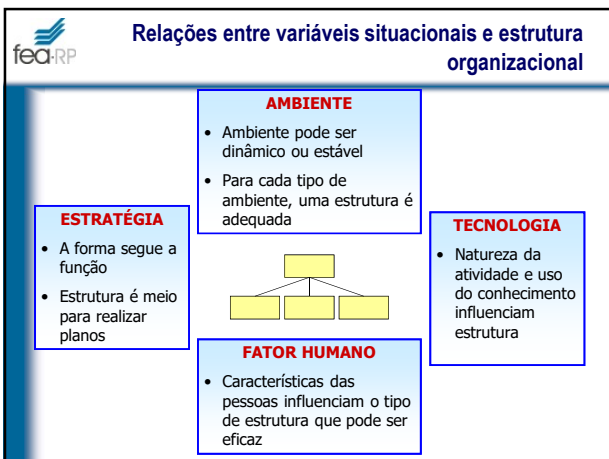 fea-RP
Relações entre variáveis situacionais e estrutura
organizacional
AMBIENTE
• Ambiente pode ser
dinâmico ou estável
• Para cada tipo de
ambiente, uma estrutura é
adequada
ESTRATÉGIA
• A forma segue a
função
• Estrutura é meio
para realizar
planos
TECNOLOGIA
• Natureza da
atividade e uso
do conhecimento
influenciam
estrutura
FATOR HUMANO
• Características das
pessoas influenciam o tipo
de estrutura que pode ser
eficaz